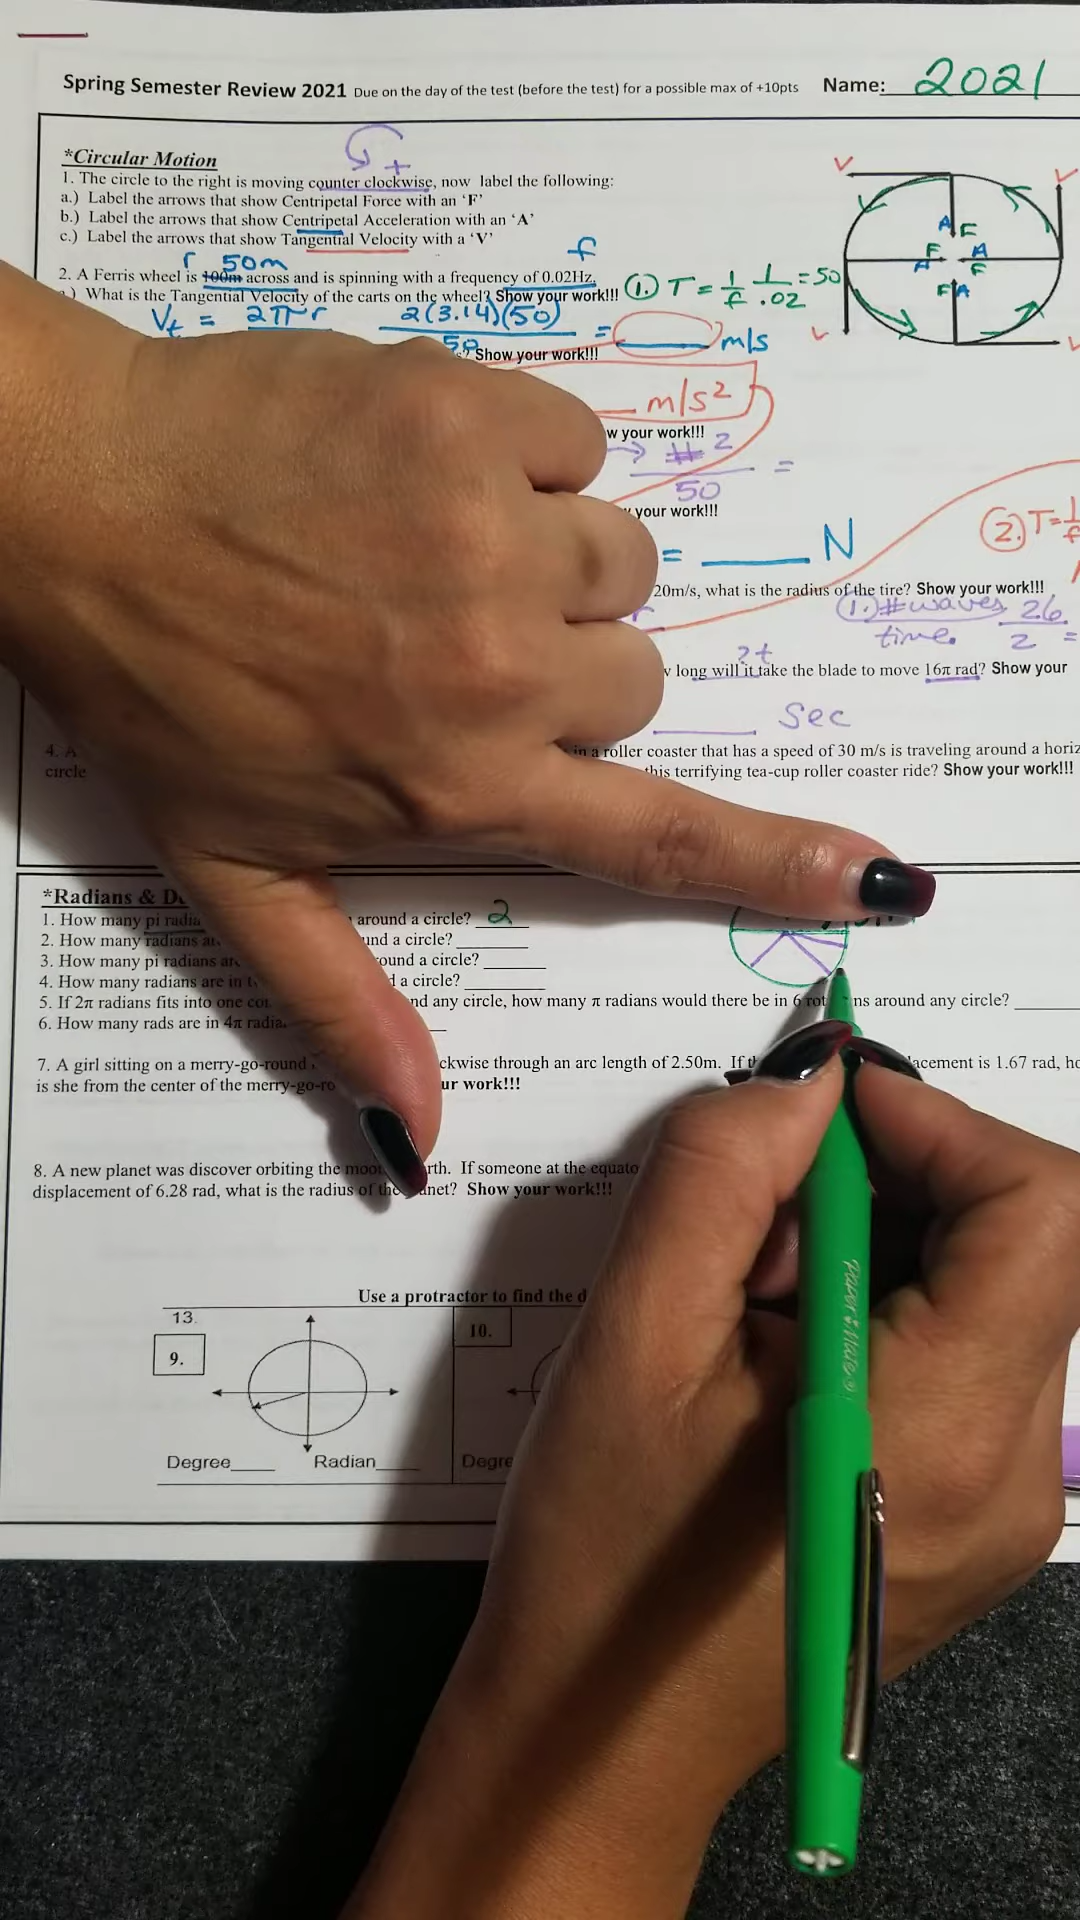 Spring Semester Review 2021 Due on the day of the test (before the test) for a possible max of +10pts Name: 2021
*Circular Motion
+
1. The circle to the right is moving counter clockwise, now label the following:
a.) Label the arrows that show Centripetal Force with an ‘F’
b.) Label the arrows that show Centripetal Acceleration with an ‘A’
c.) Label the arrows that show Tangential Velocity with a ‘V’
V V
A F
F A
A F
F A
V V
r 50m f
2. A Ferris wheel is 100m across and is spinning with a frequency of 0.02Hz.
.) What is the Tangential Velocity of the carts on the wheel? Show your work!!!
1. T = 1/f 1/.02 = 50
Vt = 2πr 2(3.14)(50)/50 = m/s
? Show your work!!!
m/s²
w your work!!!
# 2
50
=
your work!!!
= N
2. T=1/f
20m/s, what is the radius of the tire? Show your work!!!
r
1. #waves 26
time. 2 =
?t
long will it take the blade to move 16π rad? Show your
sec
4. A in a roller coaster that has a speed of 30 m/s is traveling around a horiz
circle this terrifying tea-cup roller coaster ride? Show your work!!!
*Radians & D
1. How many pi radia around a circle? 2
2. How many radians ar und a circle?
3. How many pi radians ar ound a circle?
4. How many radians are in t d a circle?
5. If 2π radians fits into one nd any circle, how many π radians would there be in 6 rot ns around any circle?
6. How many rads are in 4π radia
7. A girl sitting on a merry-go-round ckwise through an arc length of 2.50m. If lacement is 1.67 rad, ho
is she from the center of the merry-go-ro ur work!!!
8. A new planet was discover orbiting the moo rth. If someone at the equato
displacement of 6.28 rad, what is the radius of the net? Show your work!!!
Use a protractor to find the d
13.
9.
10.
Degree Radian Degre
Paper Mate